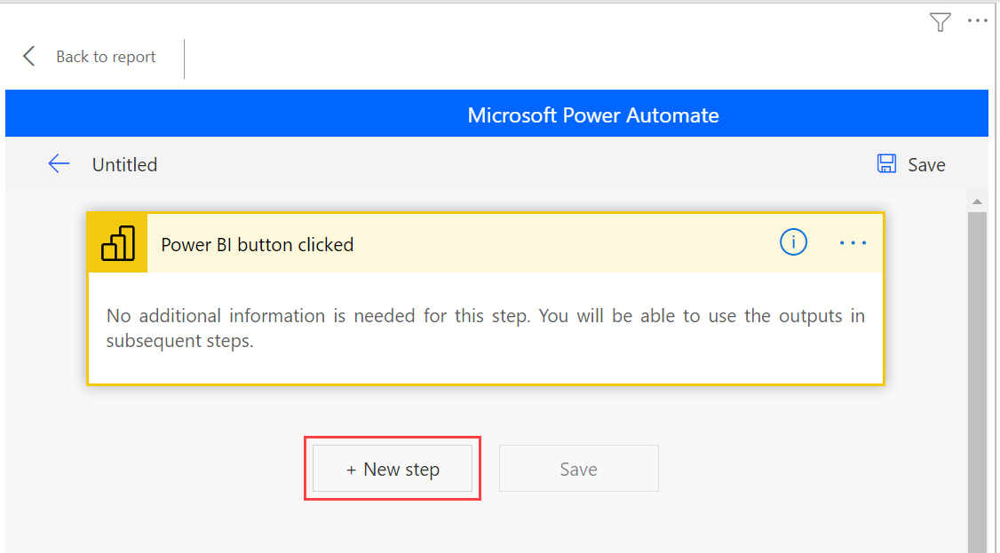 Back to report
Microsoft Power Automate
Untitled
Save
Power BI button clicked
No additional information is needed for this step. You will be able to use the outputs in
subsequent steps.
+ New step
Save